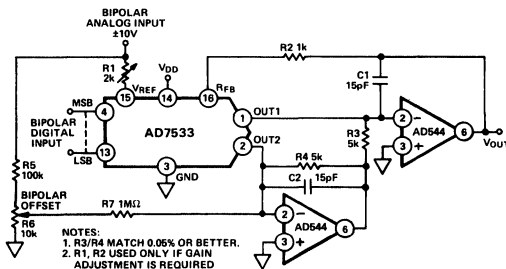 BIPOLAR
ANALOG INPUT
±10V
R1
2k
VREF
VDD
RFB
R2 1k
C1
15pF
15
14
16
MSB
4
BIPOLAR
DIGITAL
INPUT
AD7533
1
OUT1
2
OUT2
LSB
13
3
GND
R3
5k
2
−
3
+
AD544
6
VOUT
R4 5k
C2
15pF
R5
100k
BIPOLAR
OFFSET
R6
10k
R7 1MΩ
2
−
3
+
AD544
6
NOTES:
1. R3/R4 MATCH 0.05% OR BETTER.
2. R1, R2 USED ONLY IF GAIN
ADJUSTMENT IS REQUIRED